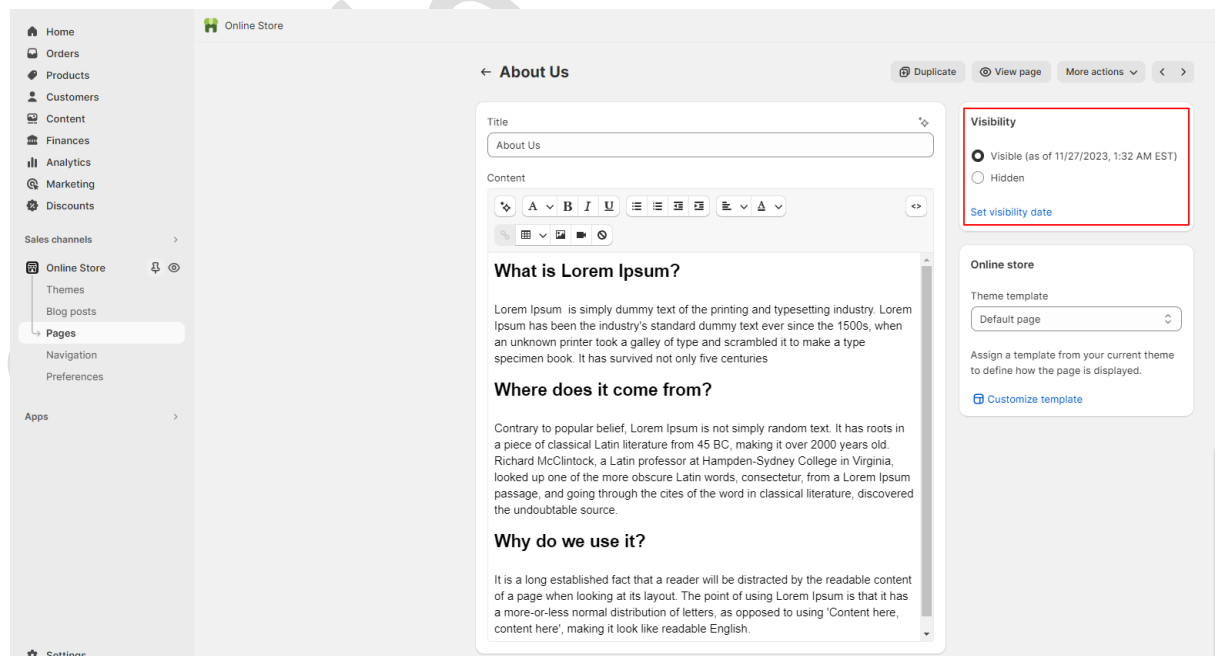 Home
Orders
Products
Customers
Content
Finances
Analytics
Marketing
Discounts
Sales channels
Online Store
Themes
Blog posts
Pages
Navigation
Preferences
Apps
Settings
Online Store
About Us
Duplicate
View page
More actions
Title
About Us
Content
A B I U A
What is Lorem Ipsum?
Lorem Ipsum  is simply dummy text of the printing and typesetting industry. Lorem
Ipsum has been the industry's standard dummy text ever since the 1500s, when
an unknown printer took a galley of type and scrambled it to make a type
specimen book. It has survived not only five centuries
Where does it come from?
Contrary to popular belief, Lorem Ipsum is not simply random text. It has roots in
a piece of classical Latin literature from 45 BC, making it over 2000 years old.
Richard McClintock, a Latin professor at Hampden-Sydney College in Virginia,
looked up one of the more obscure Latin words, consectetur, from a Lorem Ipsum
passage, and going through the cites of the word in classical literature, discovered
the undoubtable source.
Why do we use it?
It is a long established fact that a reader will be distracted by the readable content
of a page when looking at its layout. The point of using Lorem Ipsum is that it has
a more-or-less normal distribution of letters, as opposed to using 'Content here,
content here', making it look like readable English.
Visibility
Visible (as of 11/27/2023, 1:32 AM EST)
Hidden
Set visibility date
Online store
Theme template
Default page
Assign a template from your current theme
to define how the page is displayed.
Customize template